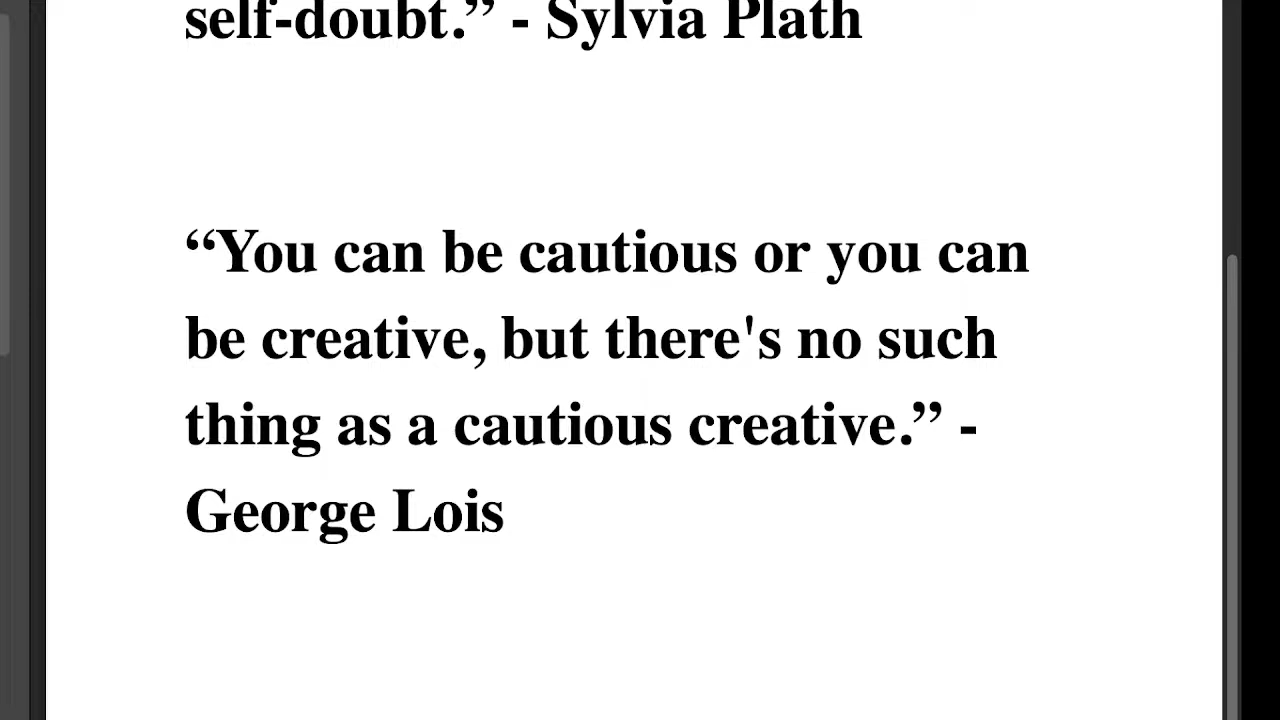 self-doubt.” - Sylvia Plath
“You can be cautious or you can
be creative, but there's no such
thing as a cautious creative.” -
George Lois